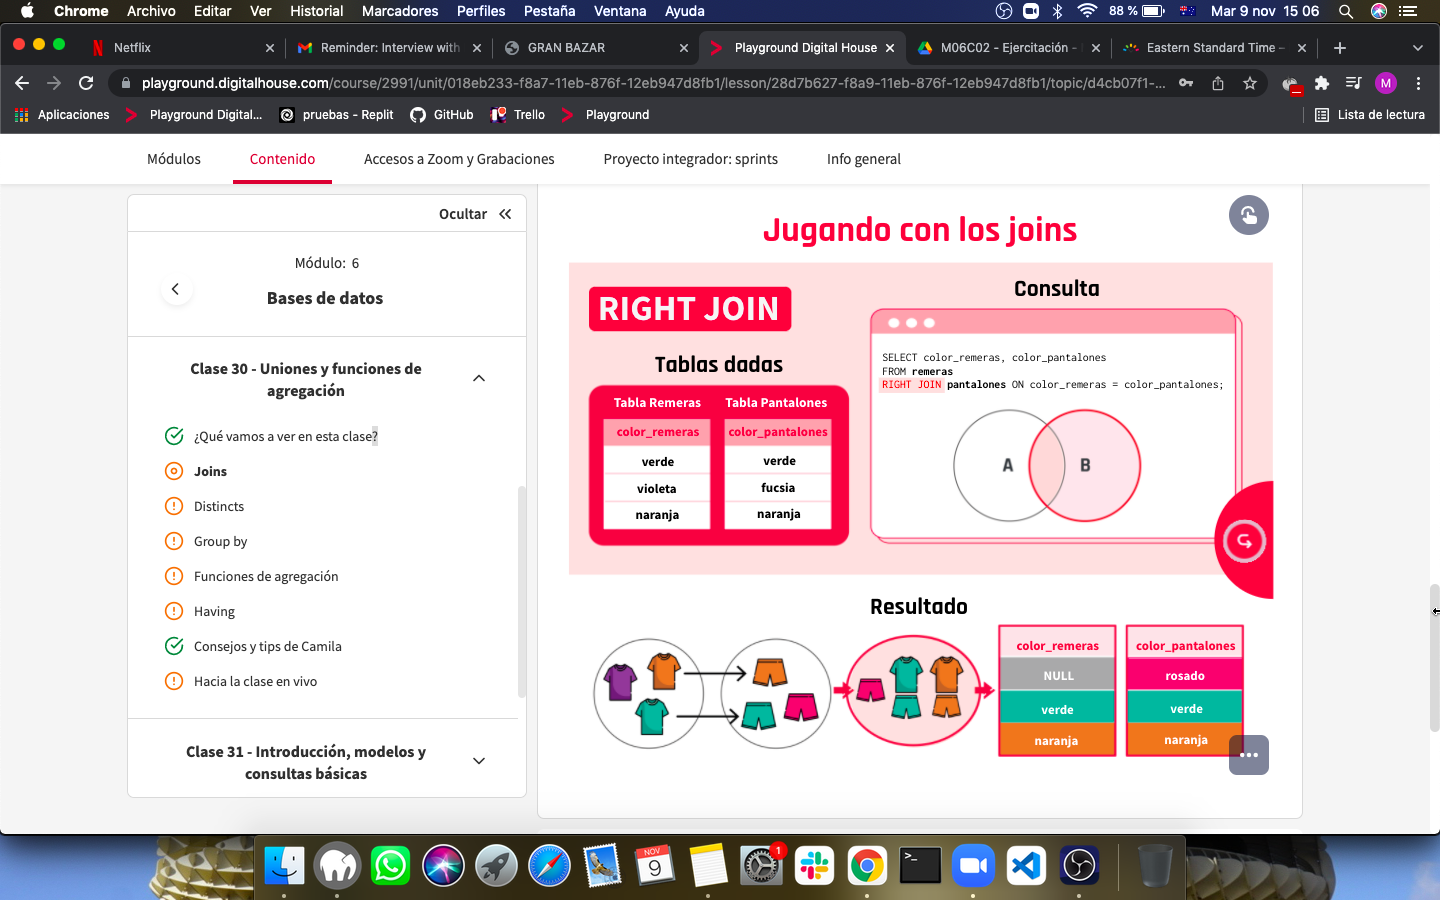 Chrome Archivo Editar Ver Historial Marcadores Perfiles Pestaña Ventana Ayuda 88 % Mar 9 nov 15 06
Netflix Reminder: Interview with GRAN BAZAR Playground Digital House M06C02 - Ejercitación - Eastern Standard Time –
playground.digitalhouse.com/course/2991/unit/018eb233-f8a7-11eb-876f-12eb947d8fb1/lesson/28d7b627-f8a9-11eb-876f-12eb947d8fb1/topic/d4cb07f1-... M
Aplicaciones Playground Digital... pruebas - Replit GitHub Trello Playground Lista de lectura
Módulos Contenido Accesos a Zoom y Grabaciones Proyecto integrador: sprints Info general
Ocultar
Módulo: 6
Bases de datos
Clase 30 - Uniones y funciones de
agregación
¿Qué vamos a ver en esta clase?
Joins
Distincts
Group by
Funciones de agregación
Having
Consejos y tips de Camila
Hacia la clase en vivo
Clase 31 - Introducción, modelos y
consultas básicas
Jugando con los joins
RIGHT JOIN
Tablas dadas
Tabla Remeras Tabla Pantalones
color_remeras color_pantalones
verde verde
violeta fucsia
naranja naranja
Consulta
SELECT color_remeras, color_pantalones
FROM remeras
RIGHT JOIN pantalones ON color_remeras = color_pantalones;
A B
Resultado
color_remeras color_pantalones
NULL rosado
verde verde
naranja naranja
NOV
9
1